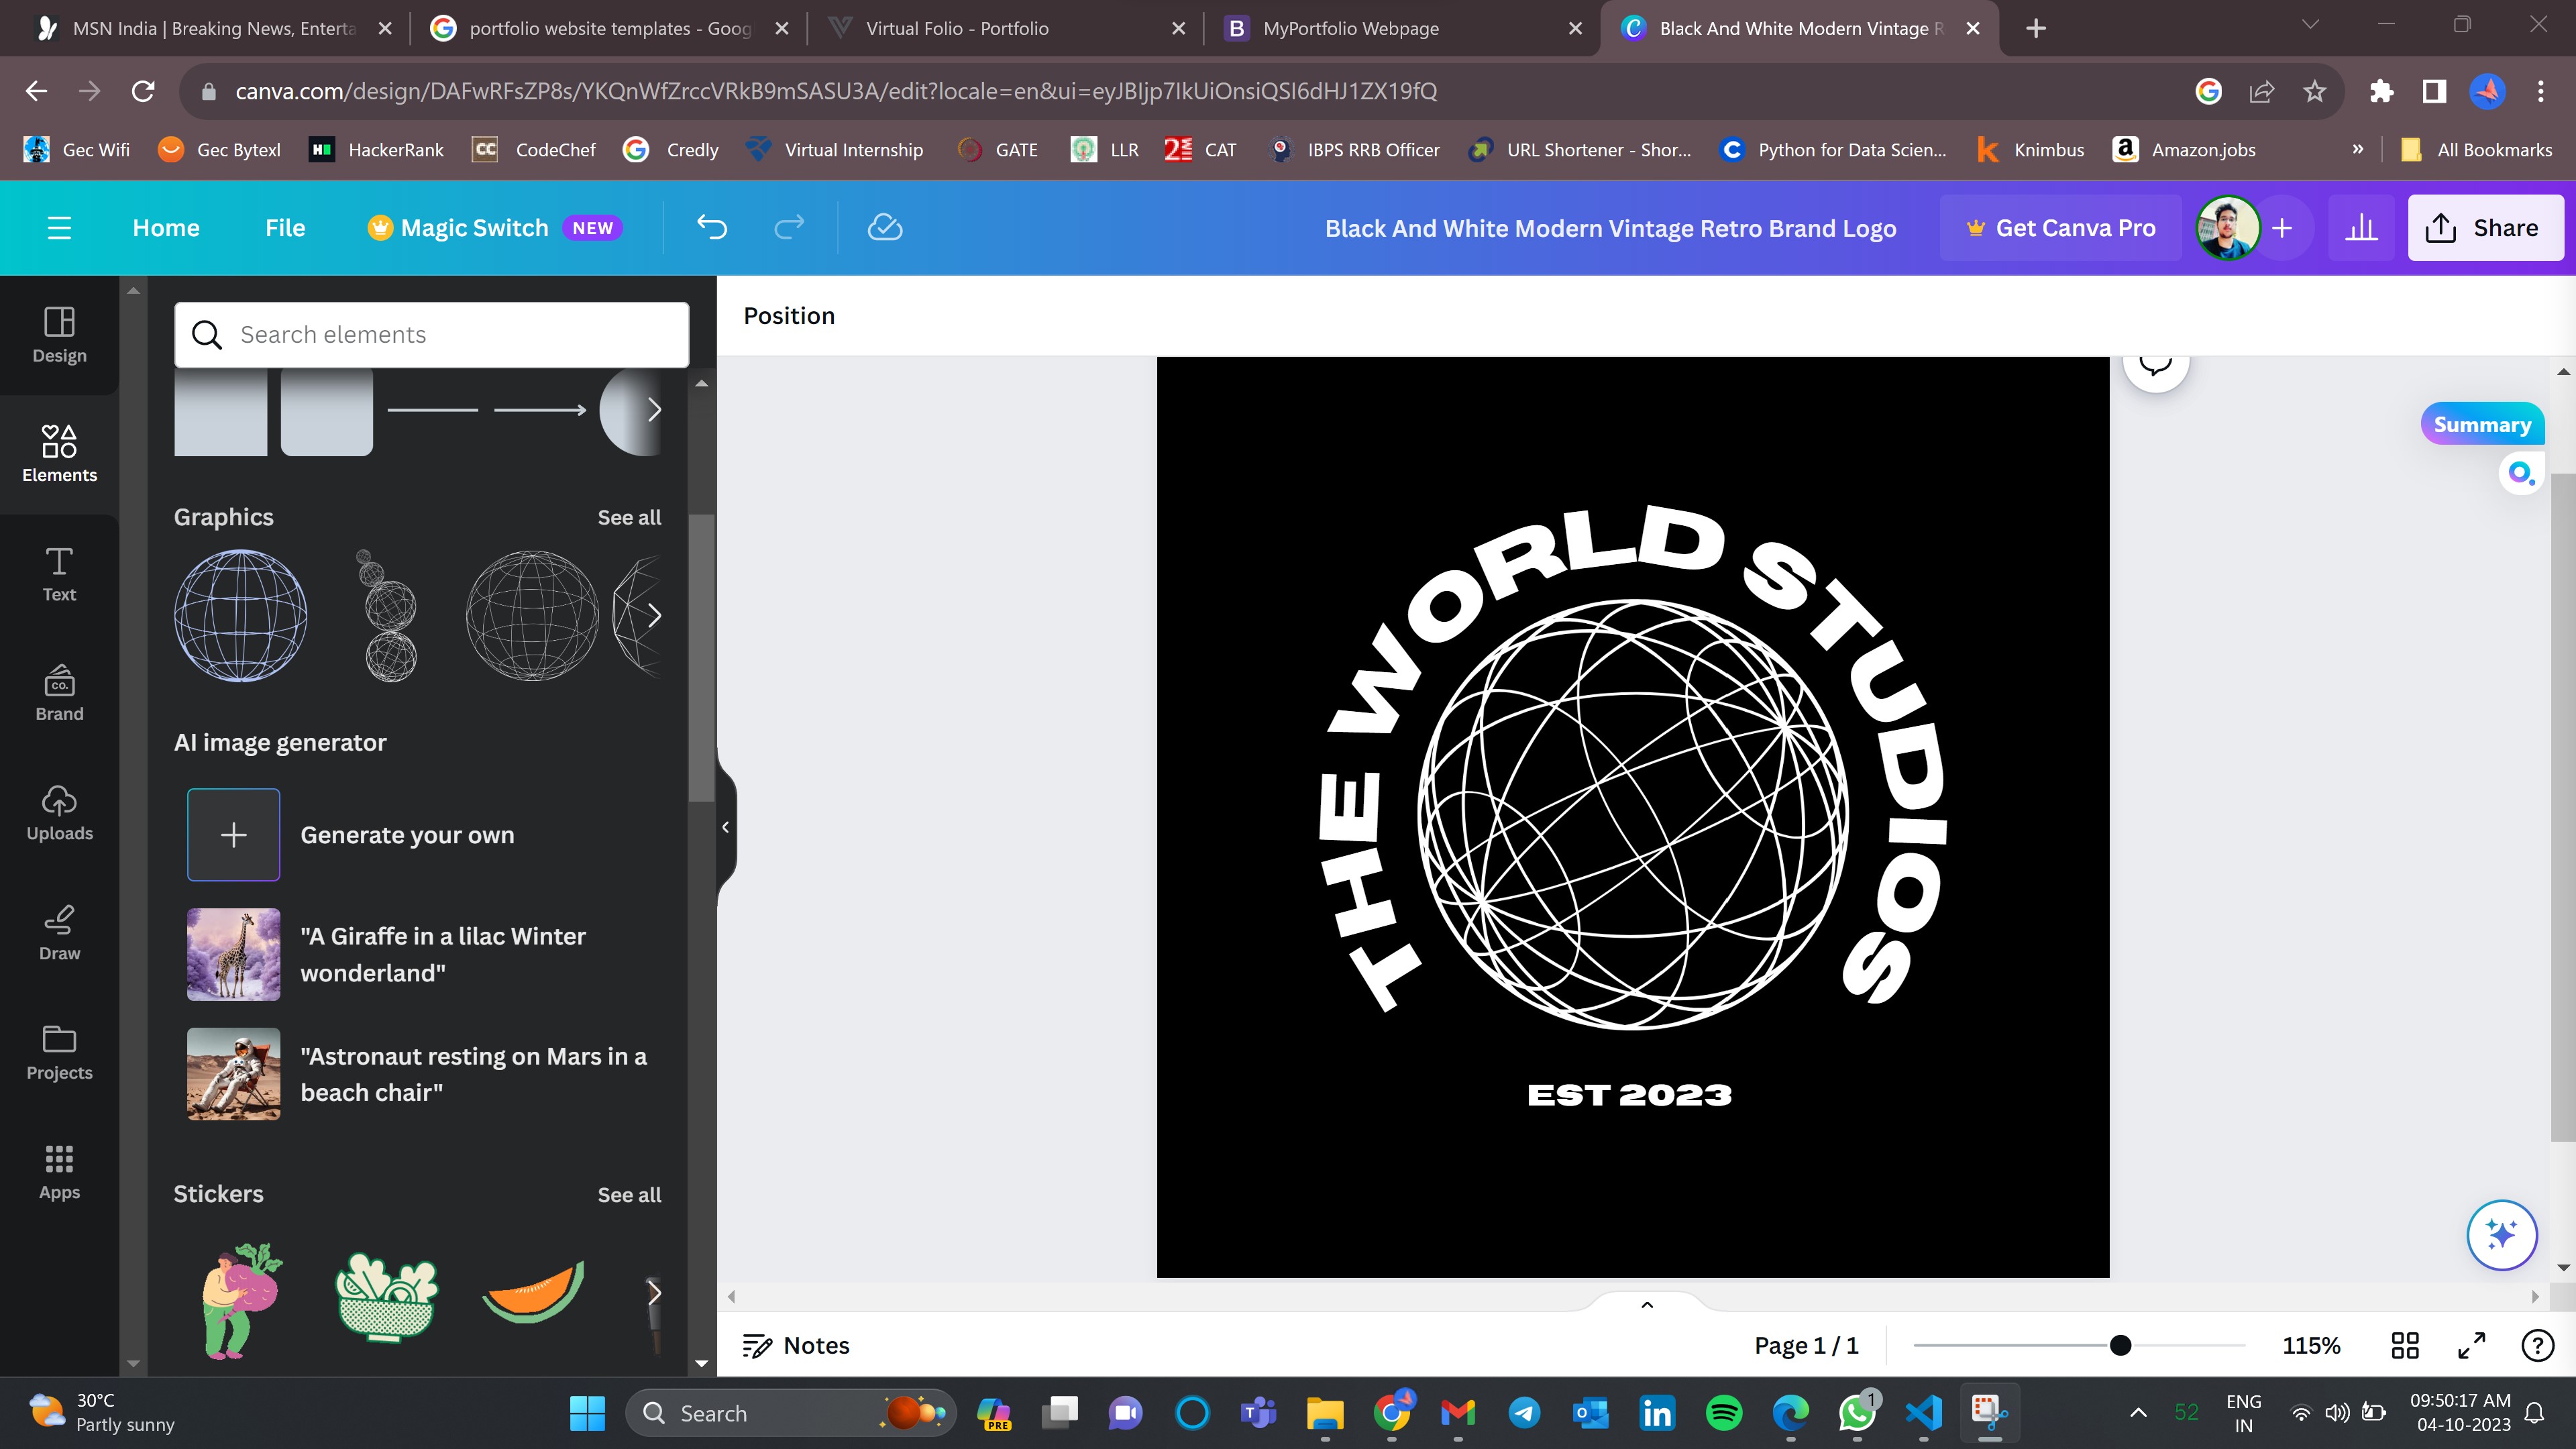 MSN India | Breaking News, Enterta
portfolio website templates - Goog
Virtual Folio - Portfolio
MyPortfolio Webpage
Black And White Modern Vintage R
canva.com/design/DAFwRFsZP8s/YKQnWfZrccVRkB9mSASU3A/edit?locale=en&ui=eyJBIjp7IkUiOnsiQSI6dHJ1ZX19fQ
Gec Wifi
Gec Bytexl
HackerRank
CodeChef
Credly
Virtual Internship
GATE
LLR
CAT
IBPS RRB Officer
URL Shortener - Shor...
Python for Data Scien...
Knimbus
Amazon.jobs
»
All Bookmarks
Home
File
Magic Switch
NEW
Black And White Modern Vintage Retro Brand Logo
Get Canva Pro
Share
Design
Elements
Text
Brand
Uploads
Draw
Projects
Apps
Search elements
Graphics
See all
AI image generator
Generate your own
"A Giraffe in a lilac Winter
wonderland"
"Astronaut resting on Mars in a
beach chair"
Stickers
See all
Position
THE WORLD STUDIOS
EST 2023
Summary
Notes
Page 1 / 1
115%
30°C
Partly sunny
Search
PRE
1
52
ENG
IN
09:50:17 AM
04-10-2023